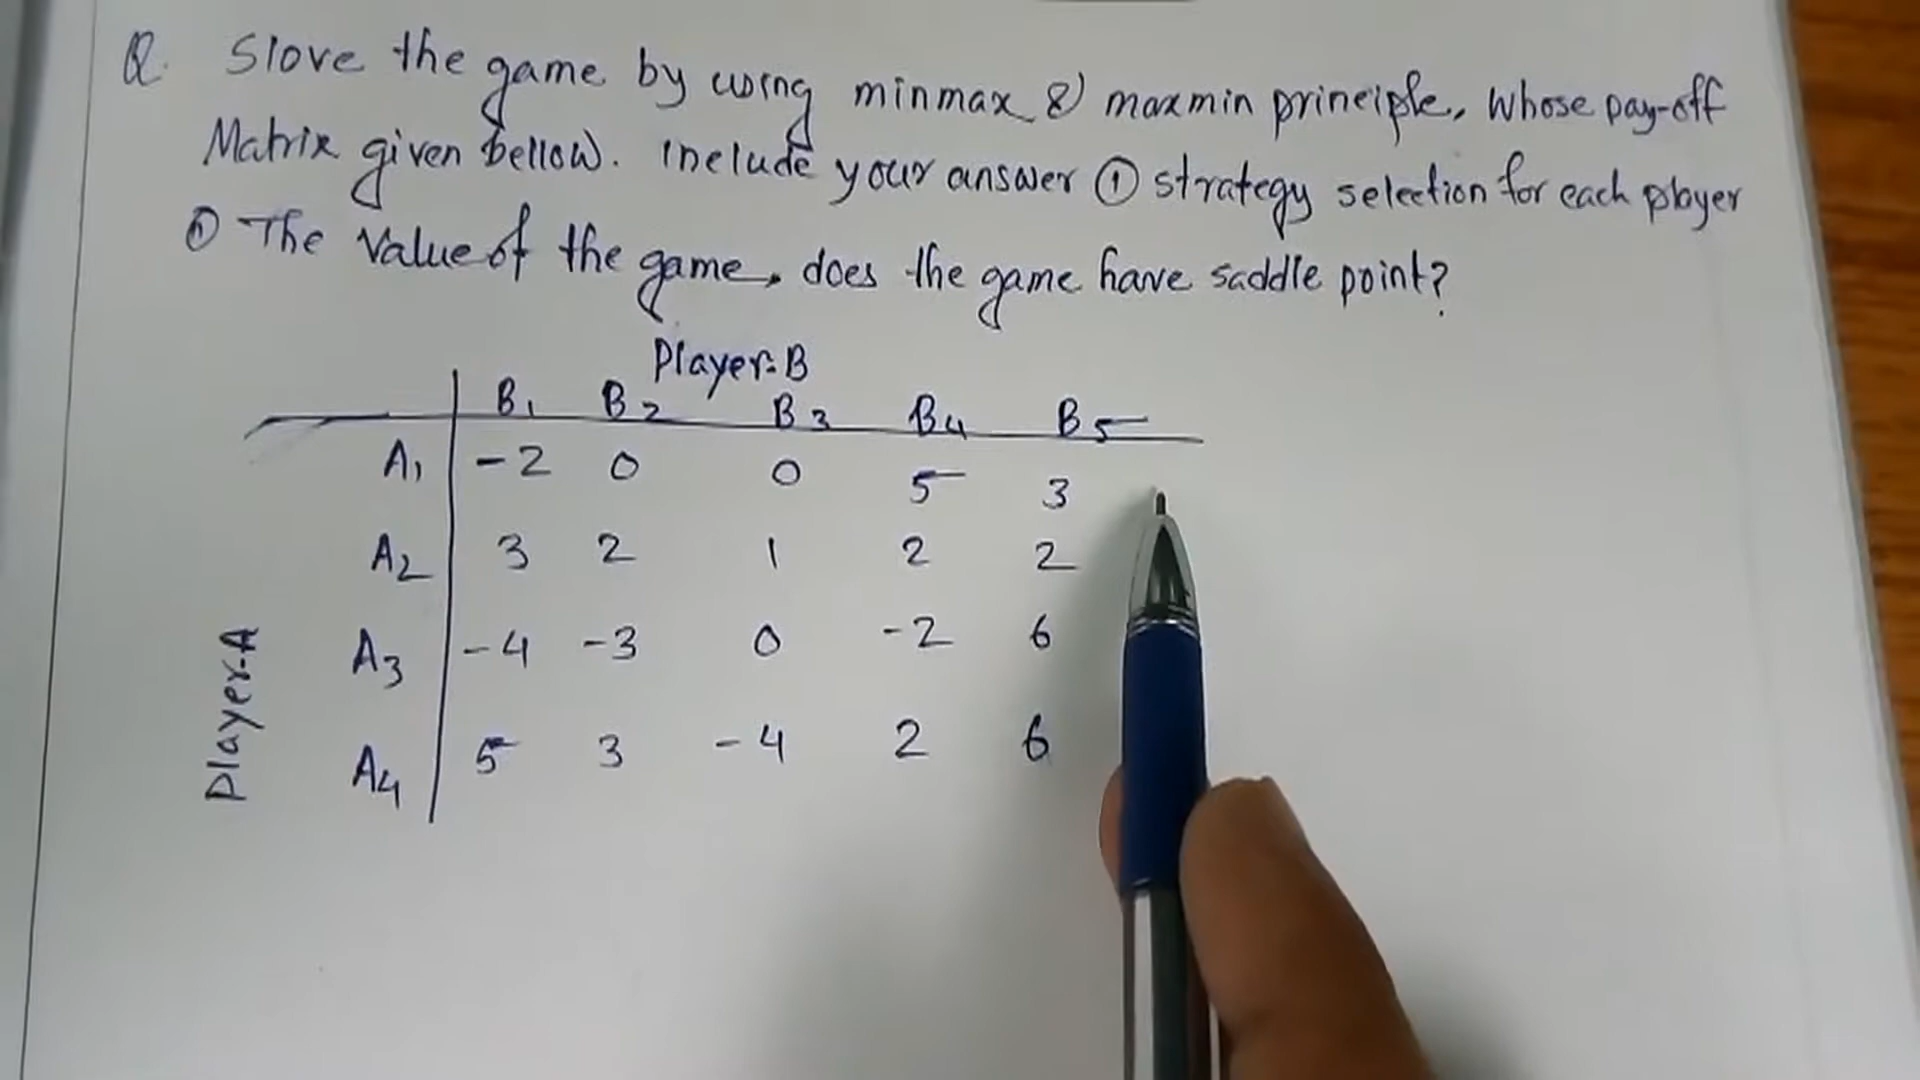 Q. Slove the game by using minmax & maxmin principle, whose pay-off
Matrix given bellow. Include your answer ① strategy selection for each player
⑪ The value of the game, does the game have saddle point?
Player-B
B1 B2 B3 B4 B5
A1 -2 0 0 5 3
A2 3 2 1 2 2
A3 -4 -3 0 -2 6
A4 5 3 -4 2 6
Player-A